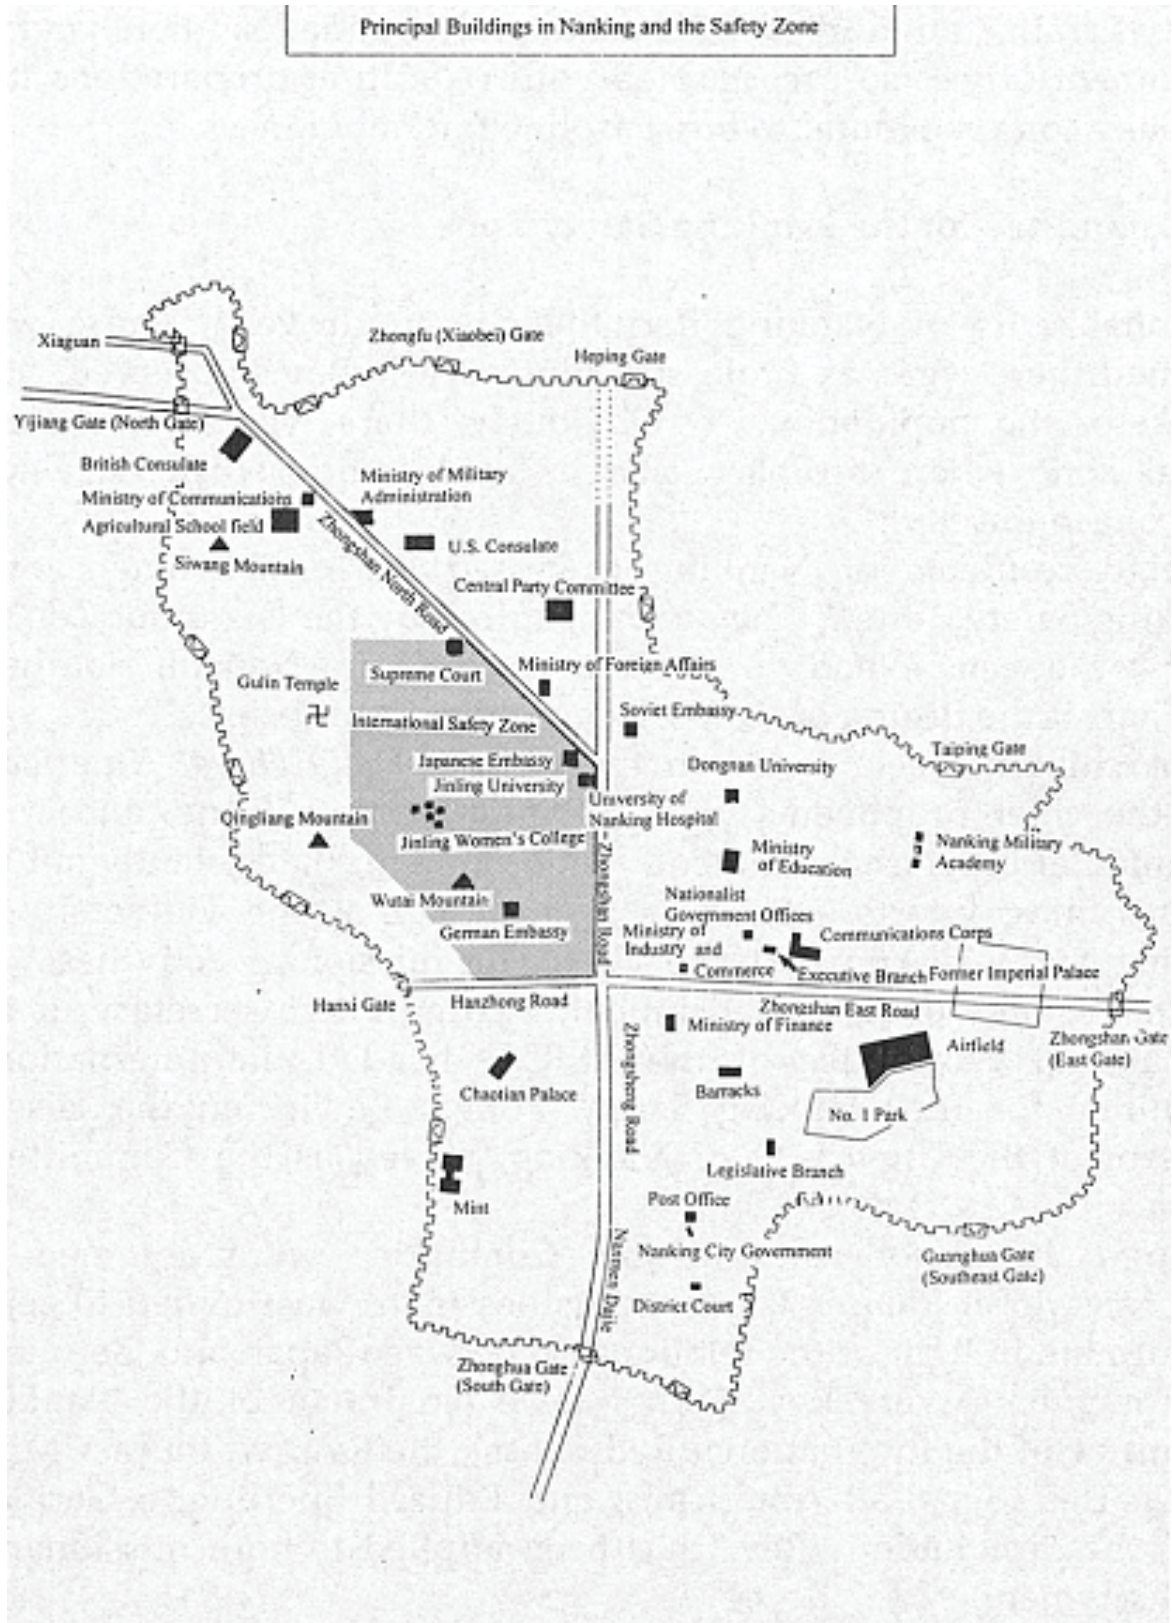 Principal Buildings in Nanking and the Safety Zone
Zhongfu (Xiaobei) Gate
Xiaguan
Heping Gate
Yijiang Gate (North Gate)
British Consulate
Ministry of Military
Administration
Ministry of Communications
Agricultural School field
U.S. Consulate
Siwang Mountain
Zhongshan North Road
Central Party Committee
Supreme Court
Ministry of Foreign Affairs
Gulin Temple
卍
International Safety Zone
Soviet Embassy
Taiping Gate
Japanese Embassy
Dongnan University
Jinling University
University of
Nanking Hospital
Qingliang Mountain
Jinling Women's College
Zhongshan Road
Ministry
of Education
Nanking Military
Academy
Wutai Mountain
Nationalist
Government Offices
German Embassy
Ministry of
Industry and
Commerce
Communications Corps
Executive Branch
Former Imperial Palace
Hanxi Gate
Hanzhong Road
Zhongshan East Road
Ministry of Finance
Zhongshan Gate
(East Gate)
Airfield
Zhongsheng Road
Chaotian Palace
Barracks
No. 1 Park
Legislative Branch
Mint
Post Office
Nanking City Government
Nanmen Dajie
Guanghua Gate
(Southeast Gate)
District Court
Zhonghua Gate
(South Gate)